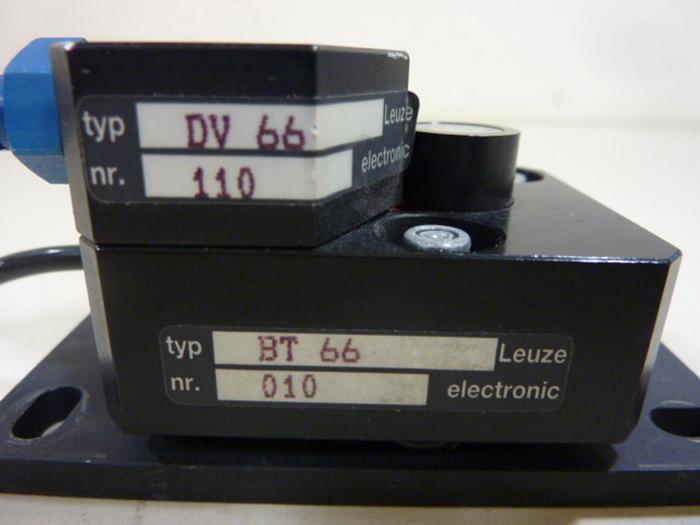 typ DV 66 Leuze
nr. 110 electronic
typ BT 66 Leuze
nr. 010 electronic